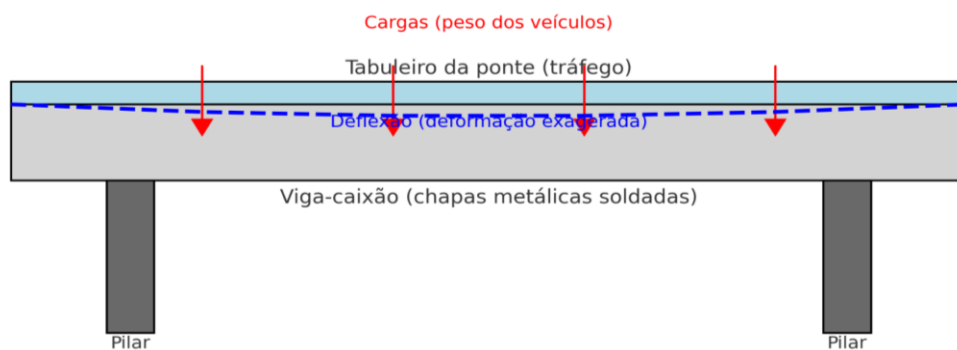 Cargas (peso dos veículos)
Tabuleiro da ponte (tráfego)
Deflexão (deformação exagerada)
Viga-caixão (chapas metálicas soldadas)
Pilar
Pilar